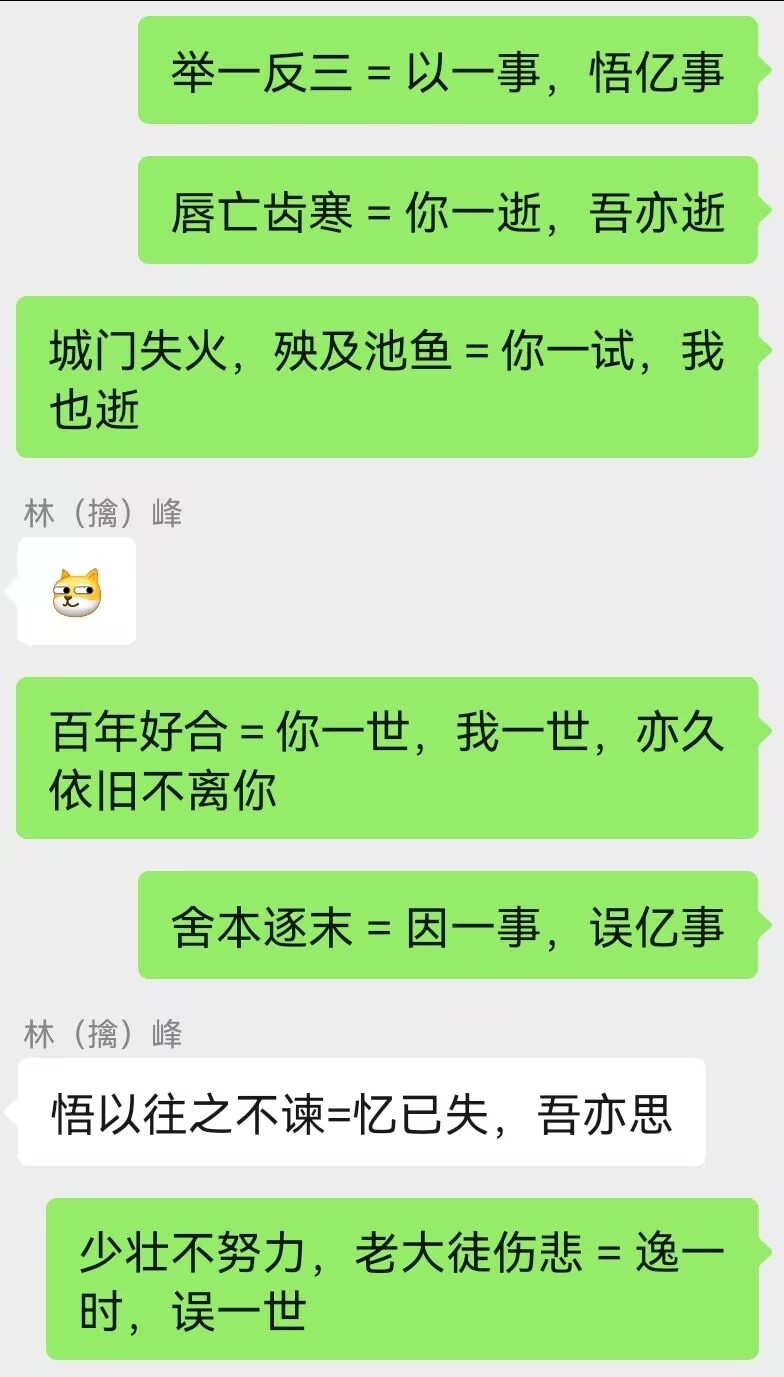 举一反三 = 以一事，悟亿事
唇亡齿寒 = 你一逝，吾亦逝
城门失火，殃及池鱼 = 你一试，我
也逝
林（擒）峰
百年好合 = 你一世，我一世，亦久
依旧不离你
舍本逐末 = 因一事，误亿事
林（擒）峰
悟以往之不谏=忆已失，吾亦思
少壮不努力，老大徒伤悲 = 逸一
时，误一世